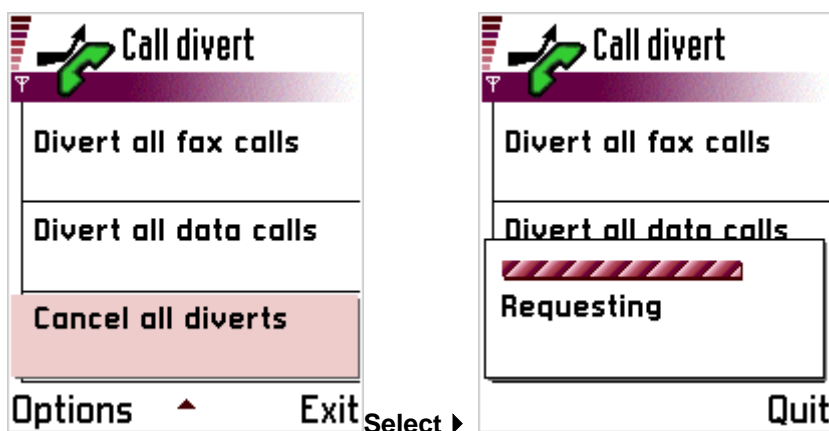 Call divert
Divert all fax calls
Divert all data calls
Cancel all diverts
Options Exit
Select
Call divert
Divert all fax calls
Divert all data calls
Requesting
Quit